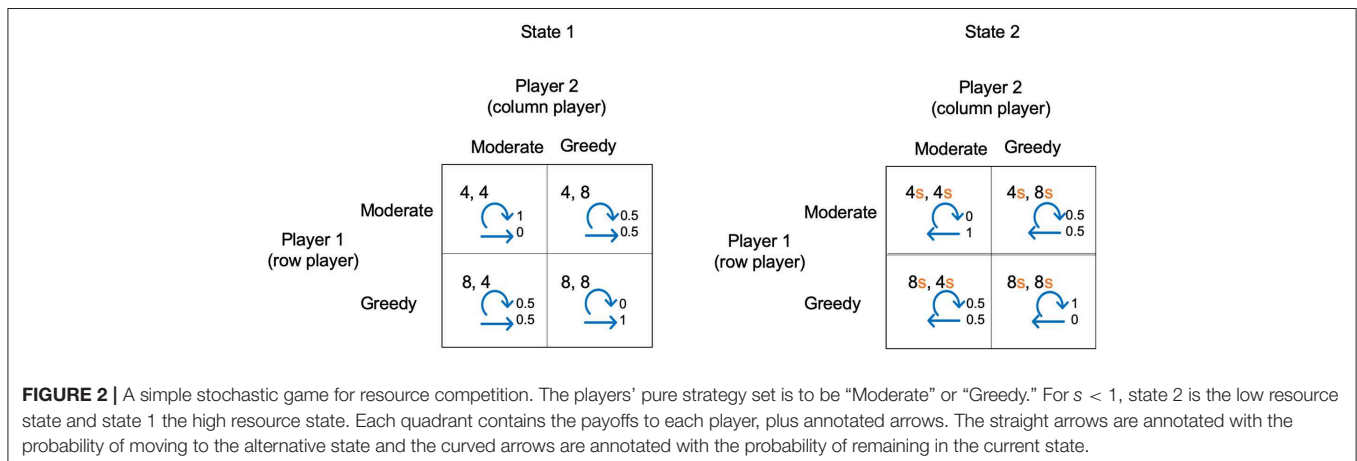 State 1
Player 2
(column player)
Moderate Greedy
Player 1
(row player)
Moderate
4, 4
1
0
4, 8
0.5
0.5
Greedy
8, 4
0.5
0.5
8, 8
0
1
State 2
Player 2
(column player)
Moderate Greedy
Player 1
(row player)
Moderate
4s, 4s
0
1
4s, 8s
0.5
0.5
Greedy
8s, 4s
0.5
0.5
8s, 8s
1
0
FIGURE 2 | A simple stochastic game for resource competition. The players' pure strategy set is to be “Moderate” or “Greedy.” For s < 1, state 2 is the low resource
state and state 1 the high resource state. Each quadrant contains the payoffs to each player, plus annotated arrows. The straight arrows are annotated with the
probability of moving to the alternative state and the curved arrows are annotated with the probability of remaining in the current state.